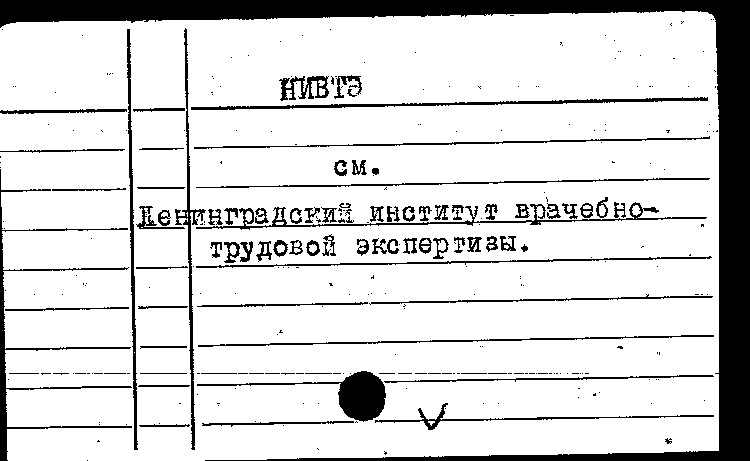 НИВТЭ
см.
Ленинградский институт врачебно-
трудовой экспертизы.